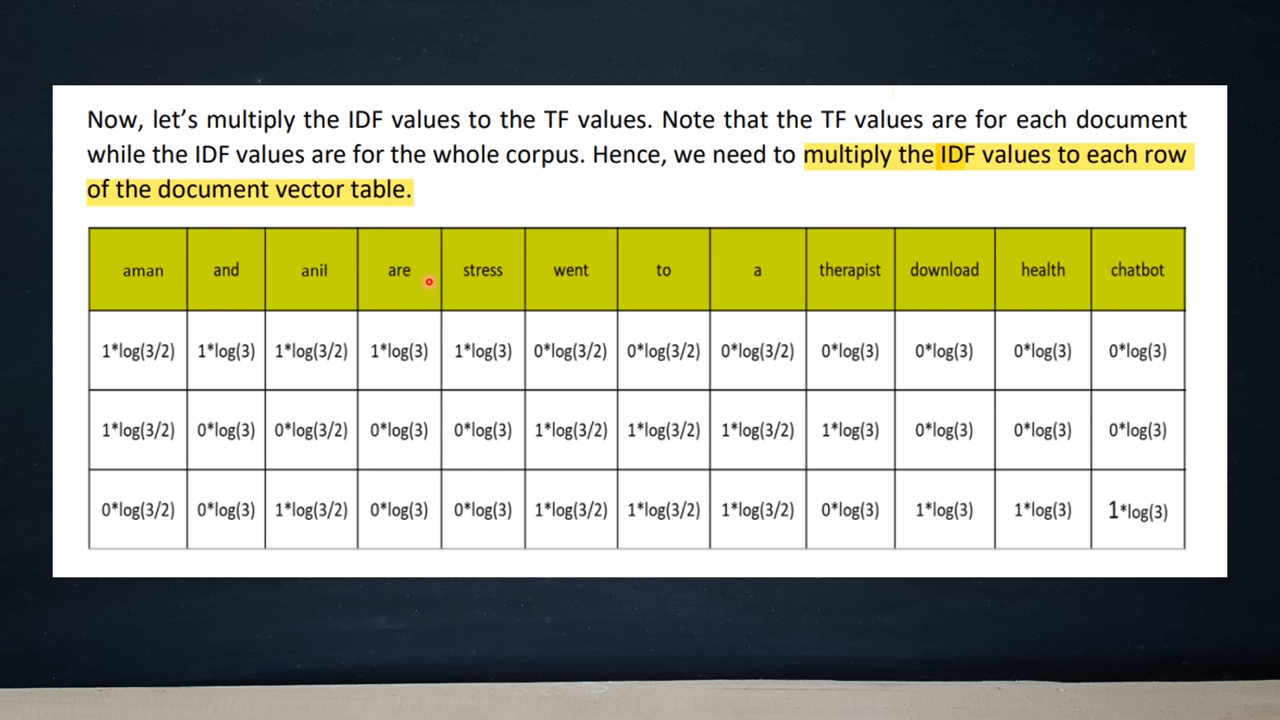 Now, let’s multiply the IDF values to the TF values. Note that the TF values are for each document
while the IDF values are for the whole corpus. Hence, we need to multiply the IDF values to each row
of the document vector table.
aman and anil are stress went to a therapist download health chatbot
1*log(3/2) 1*log(3) 1*log(3/2) 1*log(3) 1*log(3) 0*log(3/2) 0*log(3/2) 0*log(3/2) 0*log(3) 0*log(3) 0*log(3) 0*log(3)
1*log(3/2) 0*log(3) 0*log(3/2) 0*log(3) 0*log(3) 1*log(3/2) 1*log(3/2) 1*log(3/2) 1*log(3) 0*log(3) 0*log(3) 0*log(3)
0*log(3/2) 0*log(3) 1*log(3/2) 0*log(3) 0*log(3) 1*log(3/2) 1*log(3/2) 1*log(3/2) 0*log(3) 1*log(3) 1*log(3) 1*log(3)